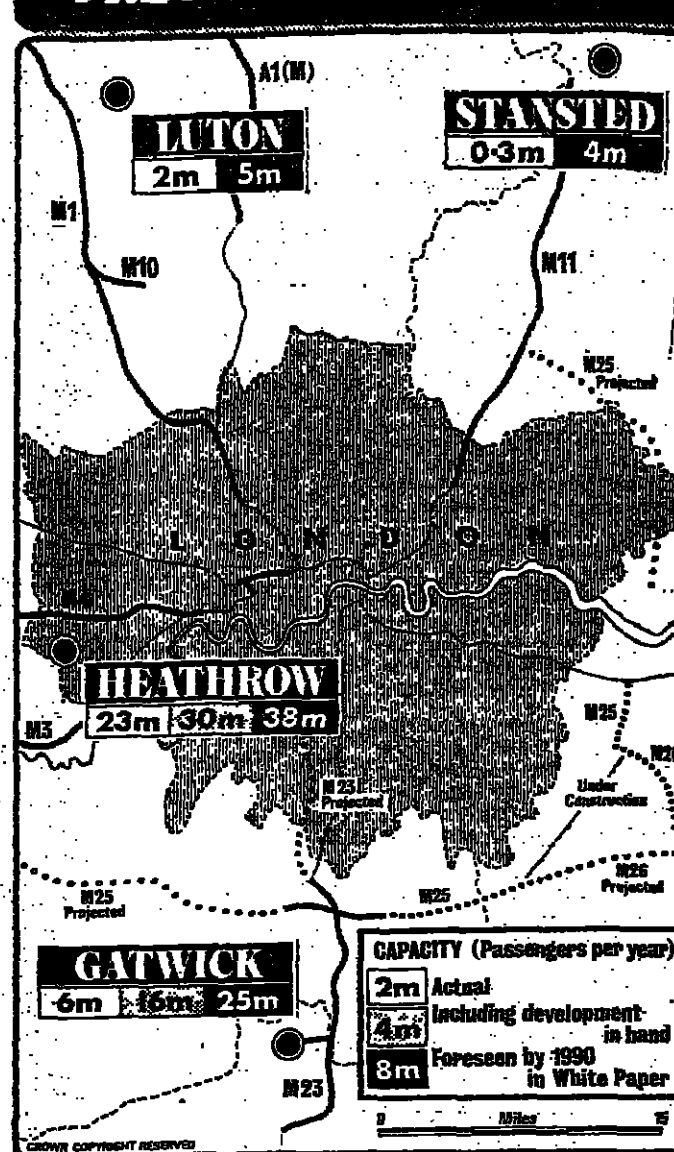 A1(M)
LUTON
2m 5m
STANSTED
0·3m 4m
M1
M10
M11
M25
Projected
LONDON
HEATHROW
23m 30m 38m
M3
M25
Under
Construction
M23
Projected
M25
Projected
M25
M26
Projected
GATWICK
6m 16m 25m
M23
CAPACITY (Passengers per year)
2m Actual
4m Including development
in hand
8m Foreseen by 1990
in White Paper
0 Miles 15
CROWN COPYRIGHT RESERVED